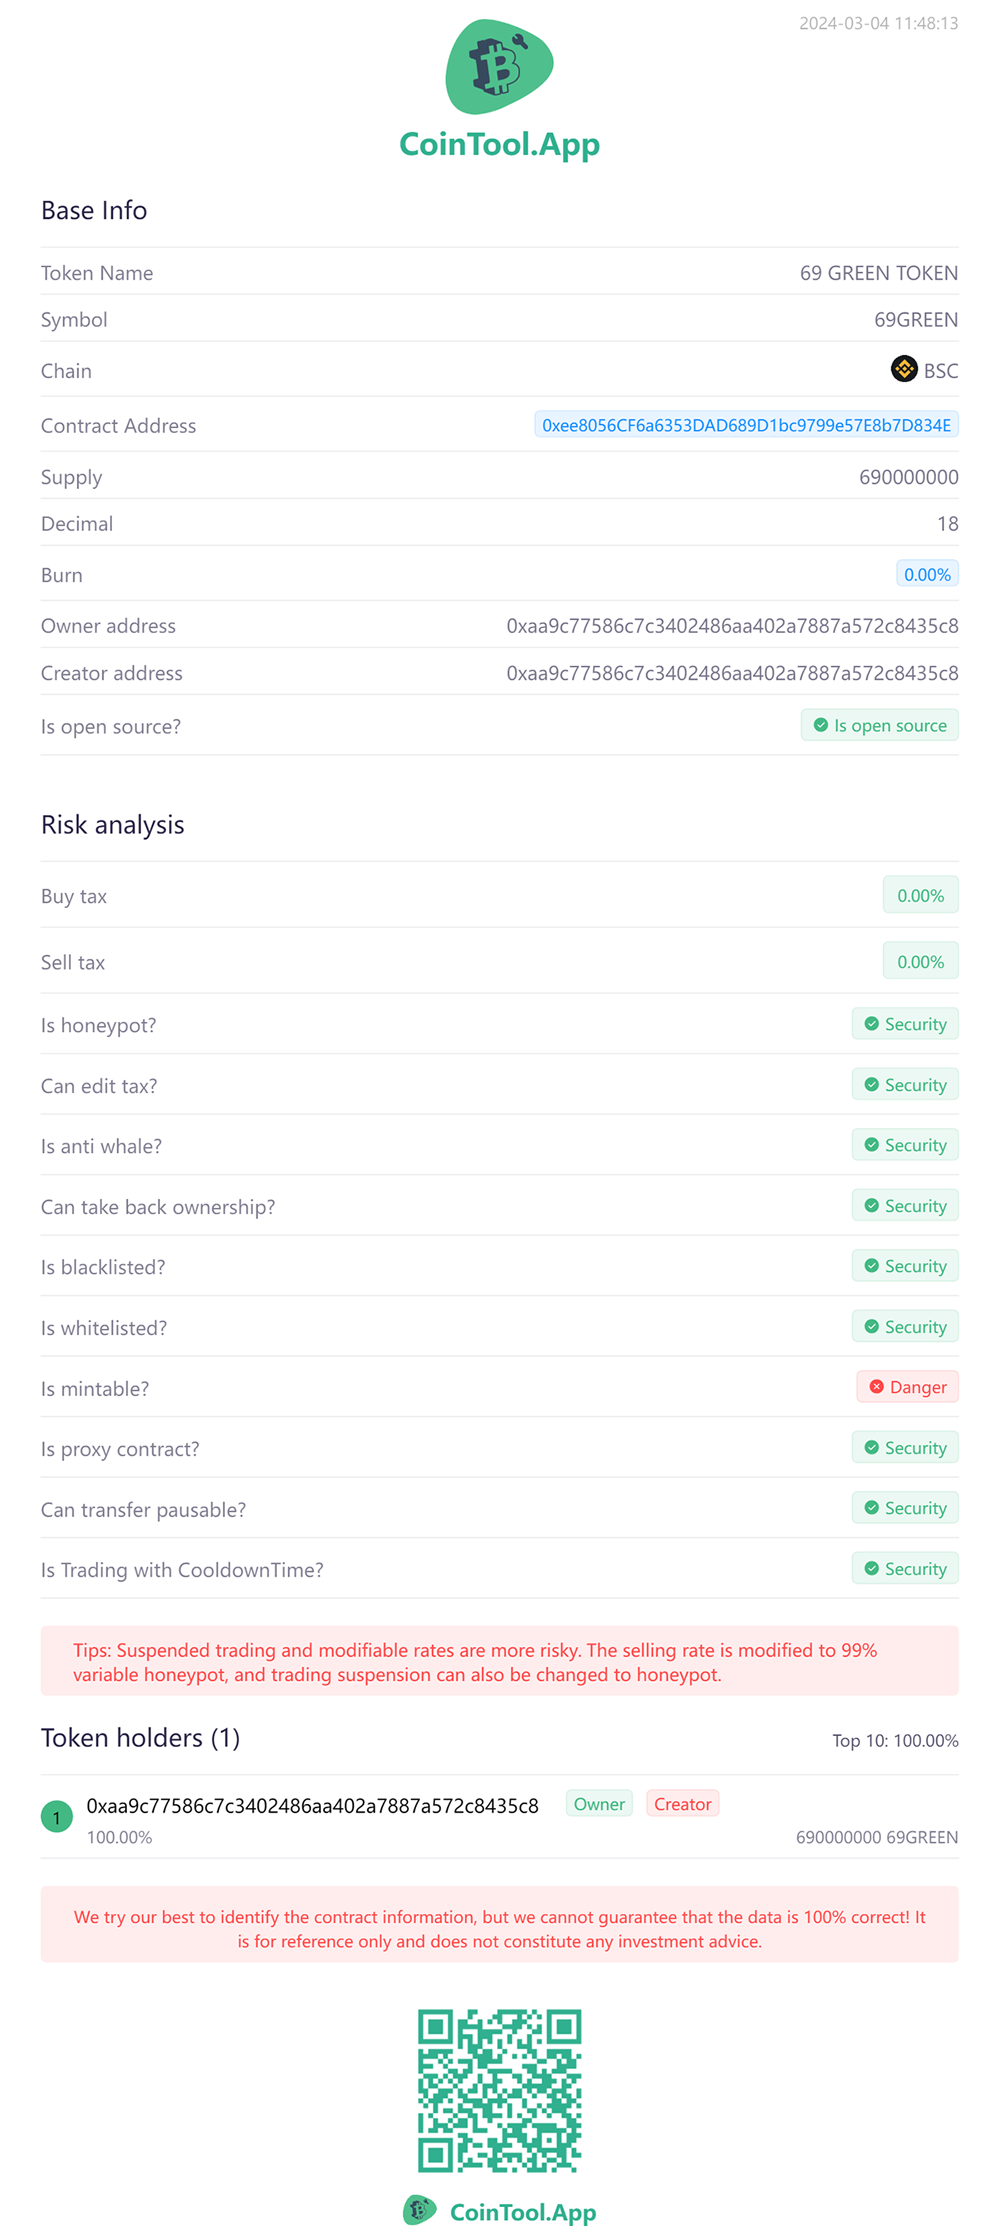 2024-03-04 11:48:13
CoinTool.App
Base Info
Token Name 69 GREEN TOKEN
Symbol 69GREEN
Chain BSC
Contract Address 0xee8056CF6a6353DAD689D1bc9799e57E8b7D834E
Supply 690000000
Decimal 18
Burn 0.00%
Owner address 0xaa9c77586c7c3402486aa402a7887a572c8435c8
Creator address 0xaa9c77586c7c3402486aa402a7887a572c8435c8
Is open source? Is open source
Risk analysis
Buy tax 0.00%
Sell tax 0.00%
Is honeypot? Security
Can edit tax? Security
Is anti whale? Security
Can take back ownership? Security
Is blacklisted? Security
Is whitelisted? Security
Is mintable? Danger
Is proxy contract? Security
Can transfer pausable? Security
Is Trading with CooldownTime? Security
Tips: Suspended trading and modifiable rates are more risky. The selling rate is modified to 99%
variable honeypot, and trading suspension can also be changed to honeypot.
Token holders (1) Top 10: 100.00%
1 0xaa9c77586c7c3402486aa402a7887a572c8435c8 Owner Creator
100.00% 690000000 69GREEN
We try our best to identify the contract information, but we cannot guarantee that the data is 100% correct! It
is for reference only and does not constitute any investment advice.
CoinTool.App